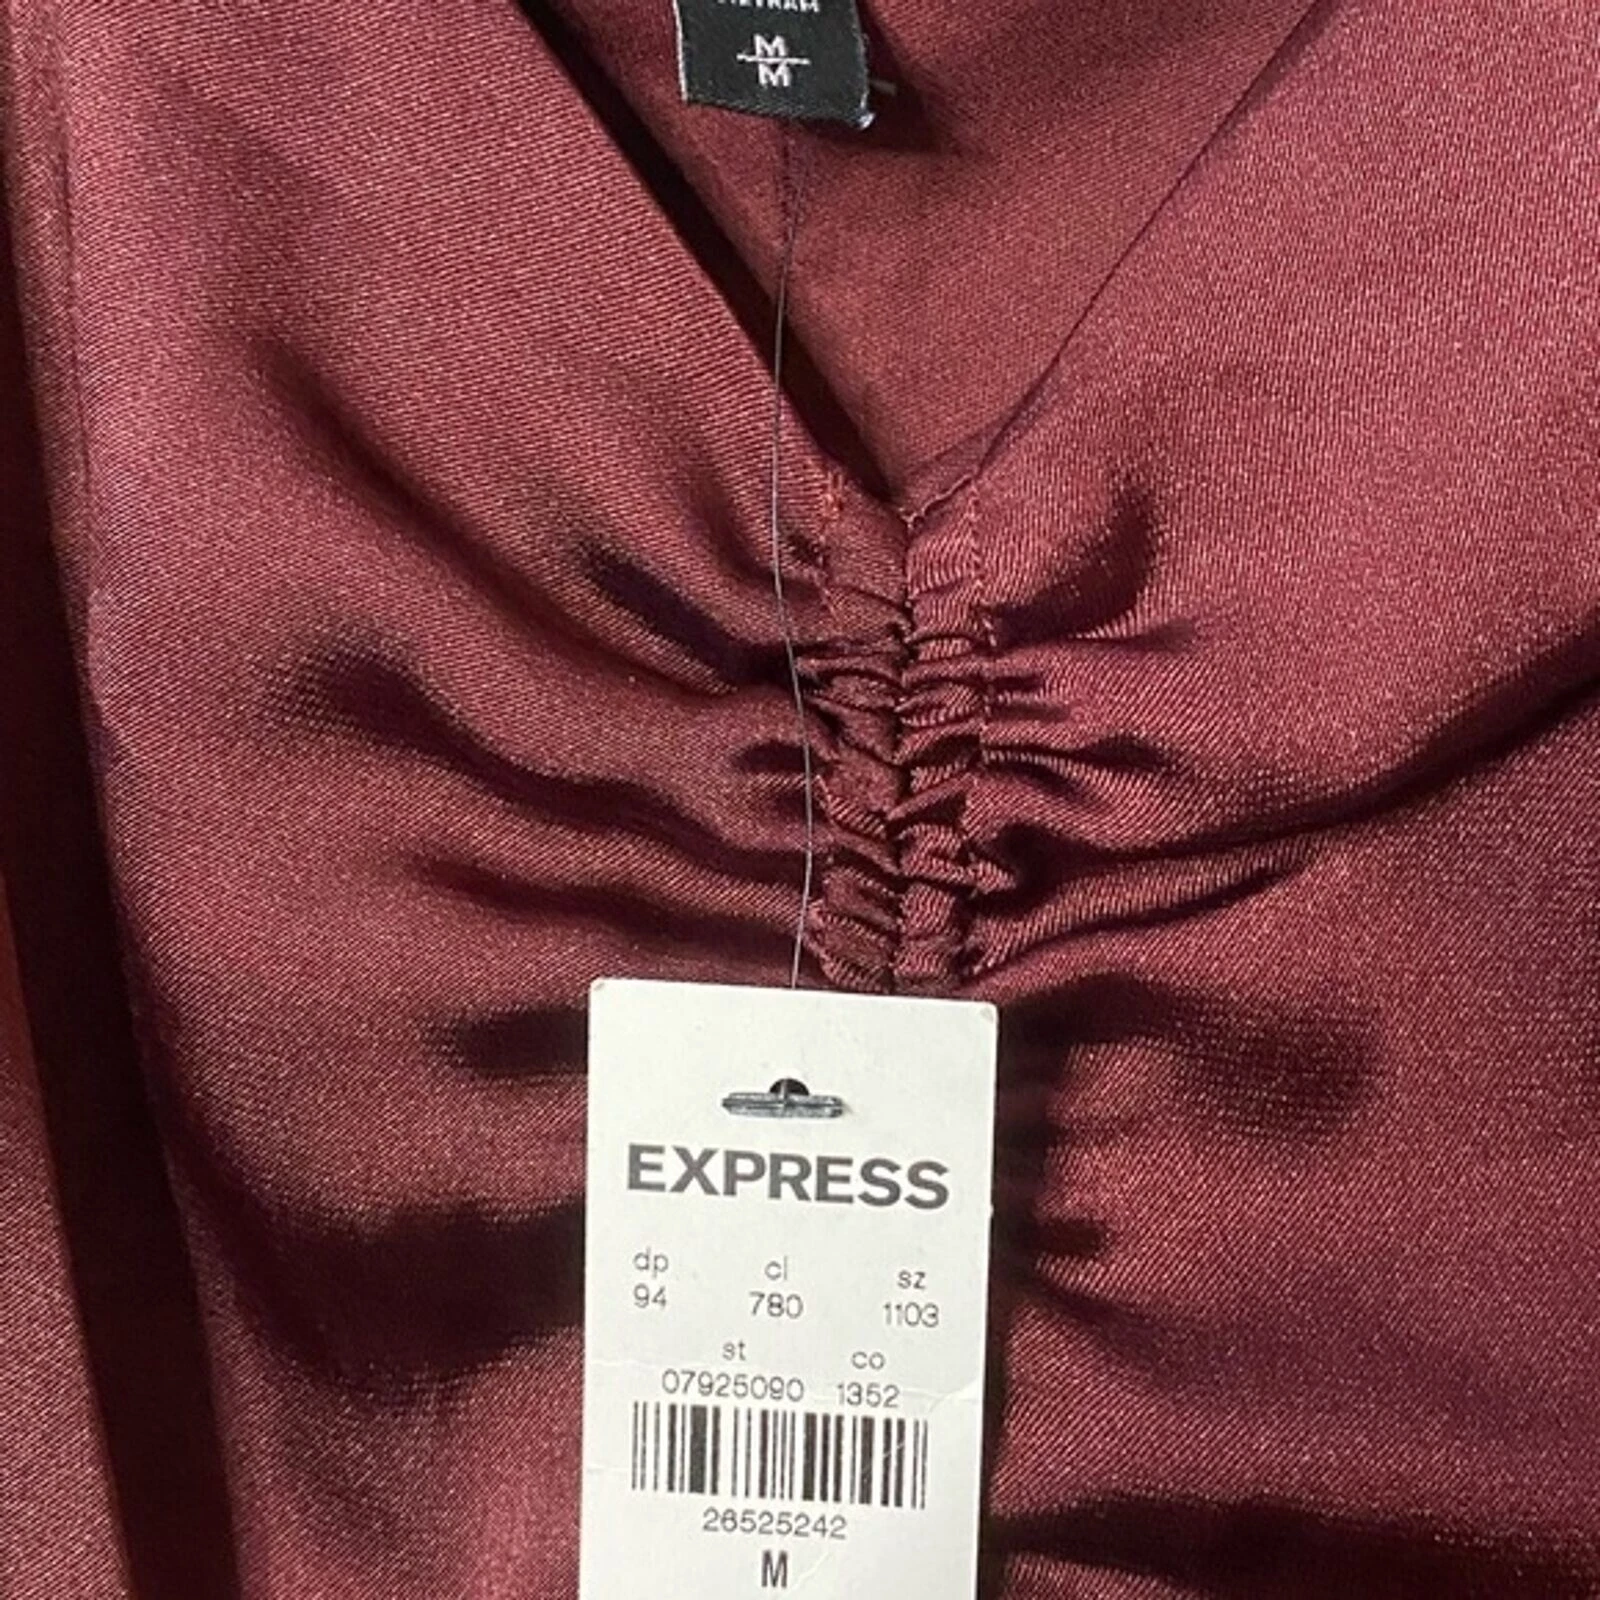 VIETNAM
M
M
EXPRESS
dp cl sz
94 780 1103
st co
07925090 1352
26525242
M